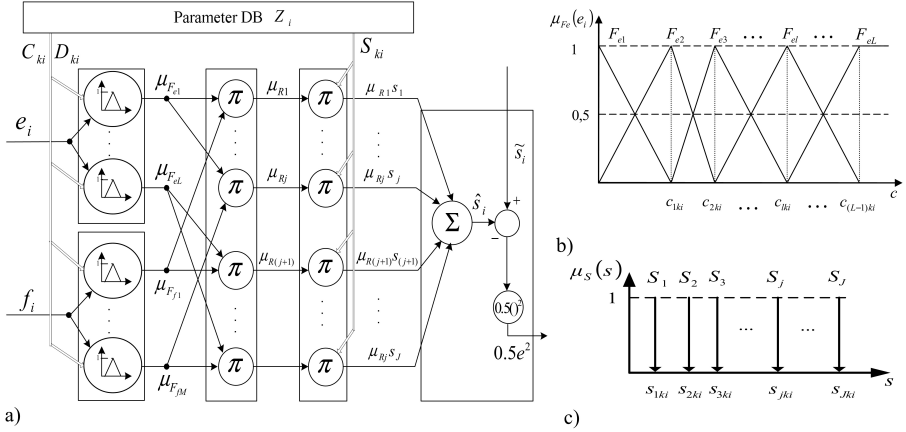 Parameter DB Z_i
C_ki D_ki S_ki
e_i
f_i
μ_Fe1
μ_FeL
μ_Ff1
μ_FfM
π π
π π
π π
π π
μ_R1
μ_Rj
μ_R(j+1)
μ_R1 s_1
μ_Rj s_j
μ_R(j+1) s_(j+1)
μ_Rj s_J
Σ
ŝ_i
s̃_i
+
−
0.5()²
0.5e²
a)
μ_Fe(e_i)
F_e1 F_e2 F_e3 ... F_el ... F_eL
1
0,5
c_1ki c_2ki ... c_lki ... c_(L−1)ki c
b)
μ_S(s)
S_1 S_2 S_3 S_j S_J
1
... ...
s_1ki s_2ki s_3ki s_jki s_Jki s
c)